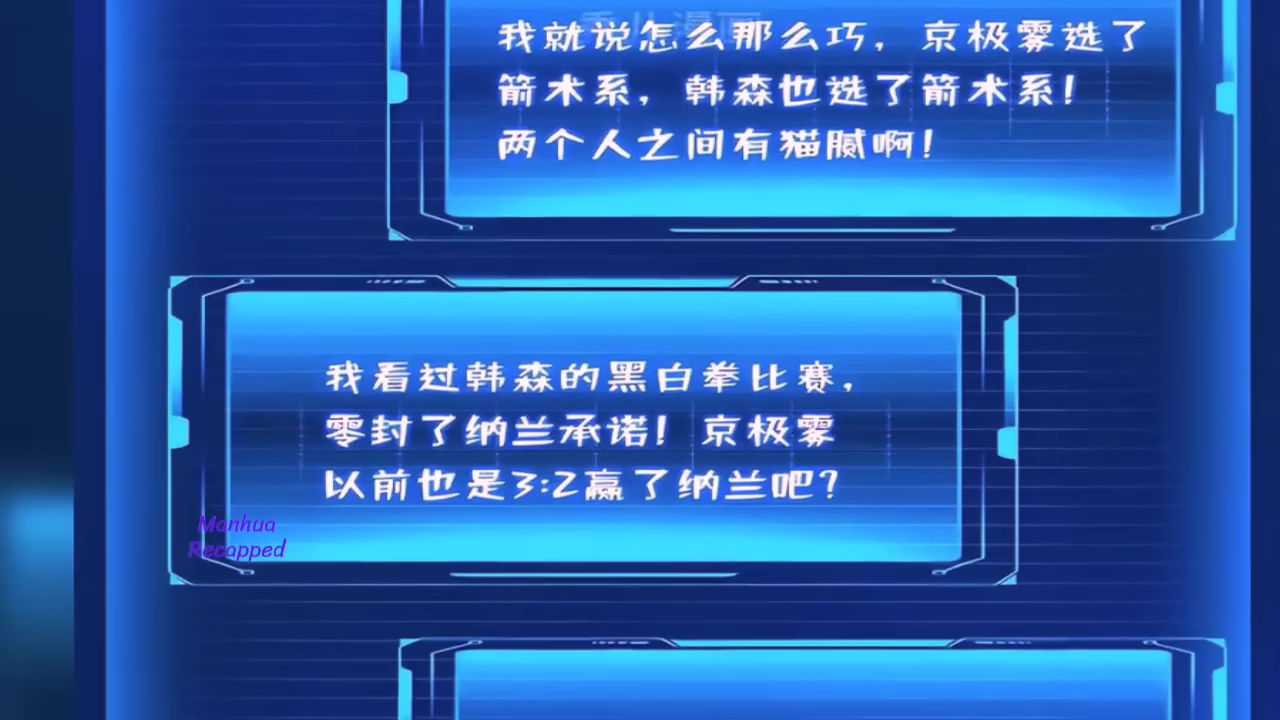 我就说怎么那么巧，京极雾选了
箭术系，韩森也选了箭术系！
两个人之间有猫腻啊！
我看过韩森的黑白拳比赛，
零封了纳兰承诺！京极雾
以前也是3:2赢了纳兰吧？
Manhua
Recapped